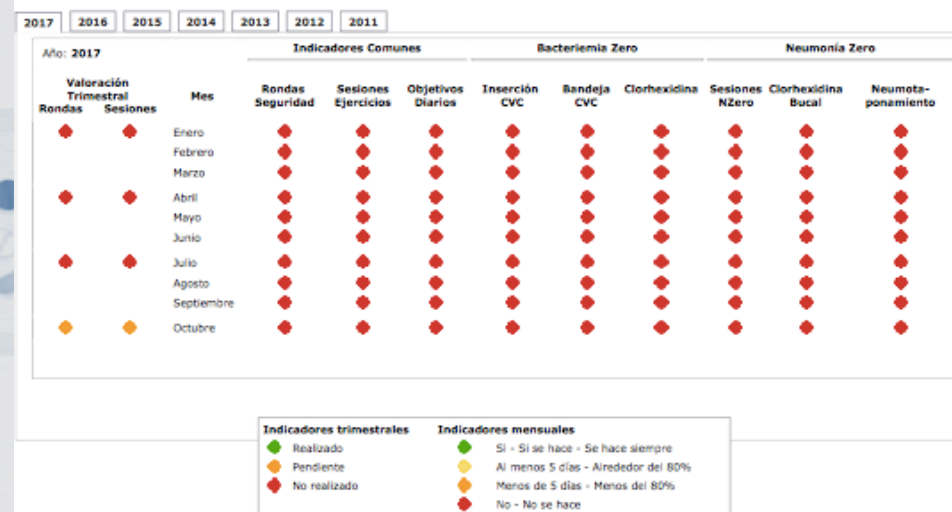 2017 2016 2015 2014 2013 2012 2011
Año: 2017
Indicadores Comunes Bacteriemia Zero Neumonía Zero
Valoración Trimestral
Rondas Sesiones Mes Rondas Seguridad Sesiones Ejercicios Objetivos Diarios Inserción CVC Bandeja CVC Clorhexidina Sesiones NZero Clorhexidina Bucal Neumota-ponamiento
Enero
Febrero
Marzo
Abril
Mayo
Junio
Julio
Agosto
Septiembre
Octubre
Indicadores trimestrales Indicadores mensuales
Realizado Si - Si se hace - Se hace siempre
Pendiente Al menos 5 días - Alrededor del 80%
No realizado Menos de 5 días - Menos del 80%
No - No se hace